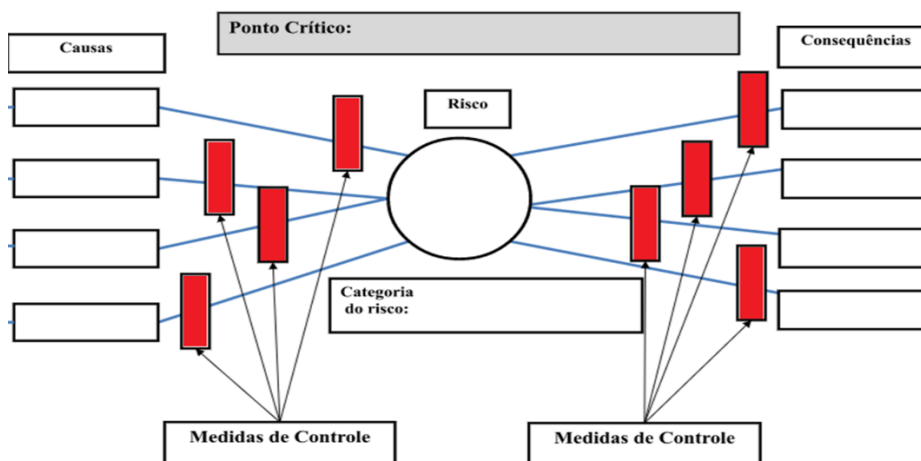 Ponto Crítico:
Causas
Consequências
Risco
Categoria
do risco:
Medidas de Controle
Medidas de Controle